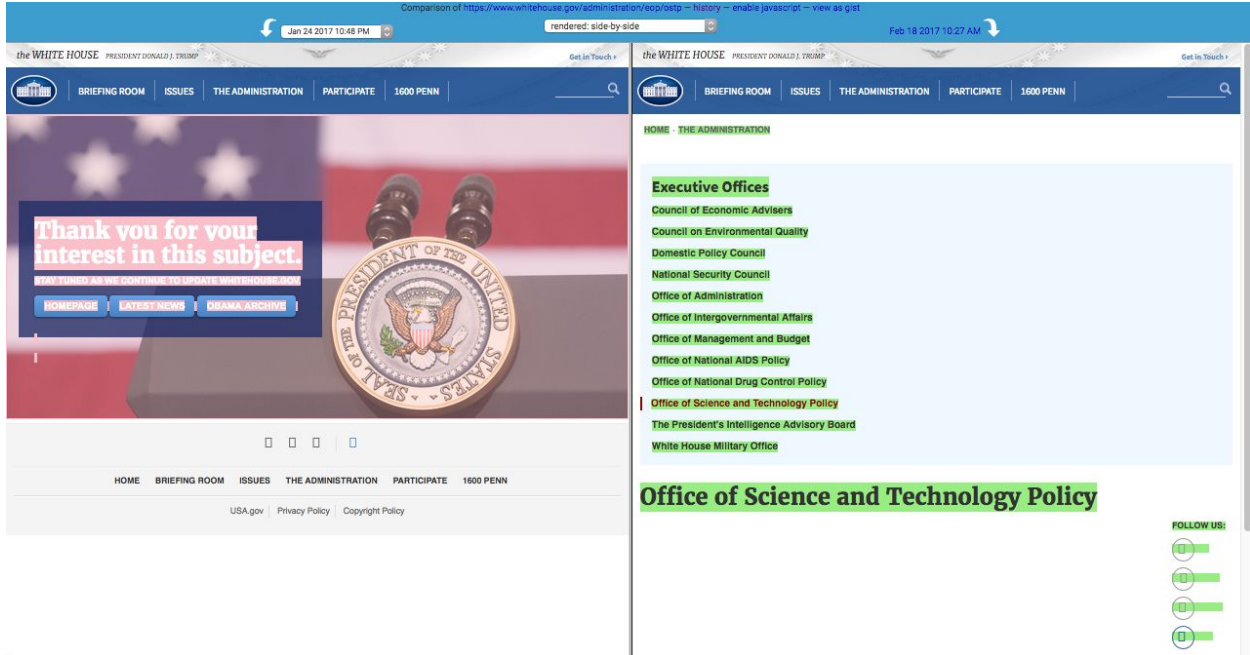 Comparison of https://www.whitehouse.gov/administration/eop/ostp — history — enable javascript — view as gist
Jan 24 2017 10:48 PM
rendered: side-by-side
Feb 18 2017 10:27 AM
the WHITE HOUSE PRESIDENT DONALD J. TRUMP
Get in Touch
BRIEFING ROOM ISSUES THE ADMINISTRATION PARTICIPATE 1600 PENN
Thank you for your
interest in this subject.
STAY TUNED AS WE CONTINUE TO UPDATE WHITEHOUSE.GOV.
HOMEPAGE | LATEST NEWS | OBAMA ARCHIVE |
SEAL OF THE PRESIDENT OF THE UNITED STATES
HOME BRIEFING ROOM ISSUES THE ADMINISTRATION PARTICIPATE 1600 PENN
USA.gov Privacy Policy Copyright Policy
the WHITE HOUSE PRESIDENT DONALD J. TRUMP
Get in Touch
BRIEFING ROOM ISSUES THE ADMINISTRATION PARTICIPATE 1600 PENN
HOME · THE ADMINISTRATION
Executive Offices
Council of Economic Advisers
Council on Environmental Quality
Domestic Policy Council
National Security Council
Office of Administration
Office of Intergovernmental Affairs
Office of Management and Budget
Office of National AIDS Policy
Office of National Drug Control Policy
Office of Science and Technology Policy
The President's Intelligence Advisory Board
White House Military Office
Office of Science and Technology Policy
FOLLOW US: